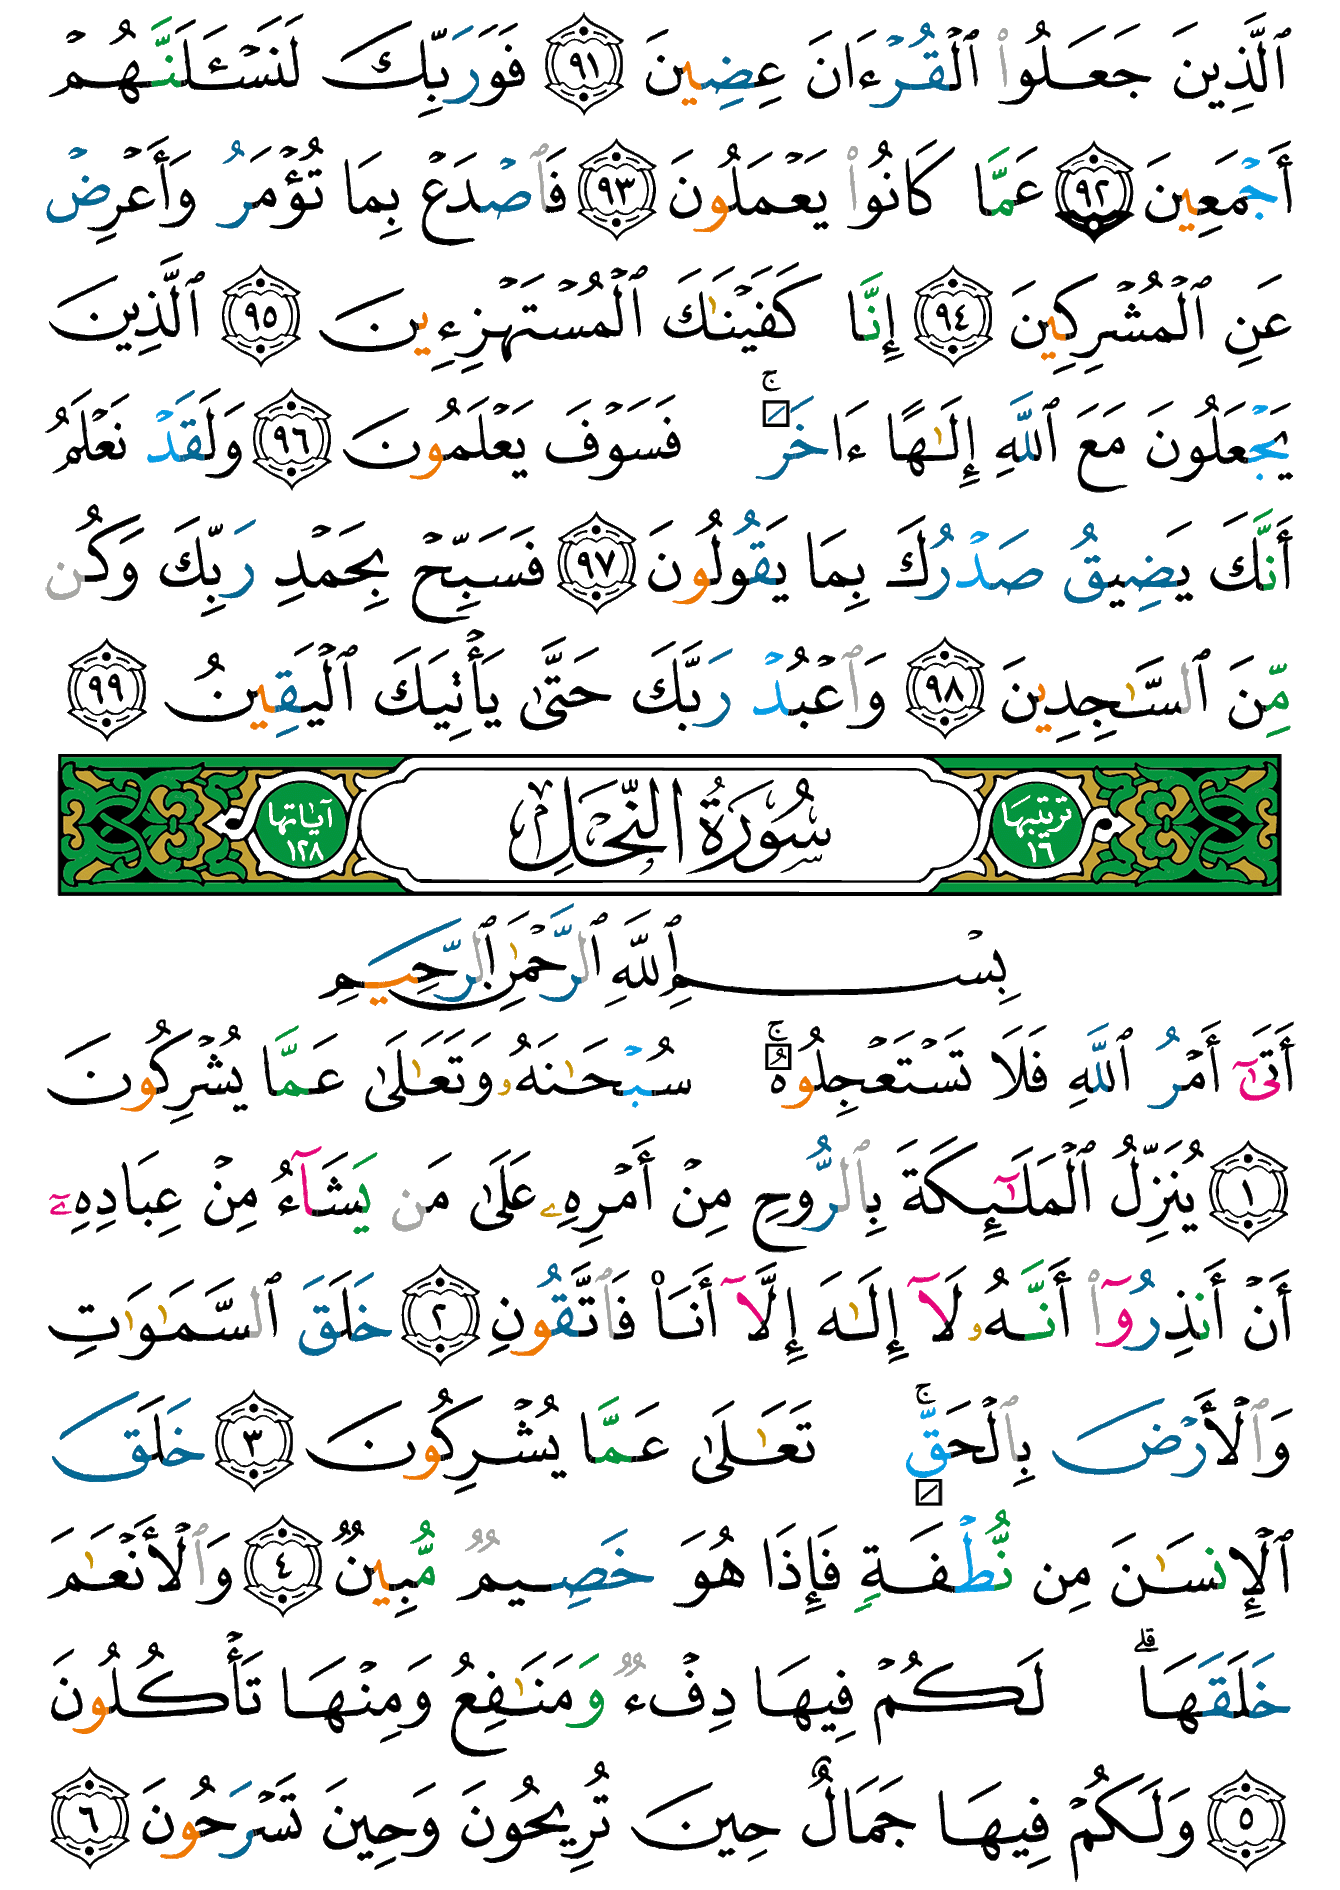 ٱلَّذِينَ جَعَلُوا۟ ٱلْقُرْءَانَ عِضِينَ ٩١ فَوَرَبِّكَ لَنَسْـَٔلَنَّهُمْ
أَجْمَعِينَ ٩٢ عَمَّا كَانُوا۟ يَعْمَلُونَ ٩٣ فَٱصْدَعْ بِمَا تُؤْمَرُ وَأَعْرِضْ
عَنِ ٱلْمُشْرِكِينَ ٩٤ إِنَّا كَفَيْنَـٰكَ ٱلْمُسْتَهْزِءِينَ ٩٥ ٱلَّذِينَ
يَجْعَلُونَ مَعَ ٱللَّهِ إِلَـٰهًا ءَاخَرَ ۚ فَسَوْفَ يَعْلَمُونَ ٩٦ وَلَقَدْ نَعْلَمُ
أَنَّكَ يَضِيقُ صَدْرُكَ بِمَا يَقُولُونَ ٩٧ فَسَبِّحْ بِحَمْدِ رَبِّكَ وَكُن
مِّنَ ٱلسَّـٰجِدِينَ ٩٨ وَٱعْبُدْ رَبَّكَ حَتَّىٰ يَأْتِيَكَ ٱلْيَقِينُ ٩٩
ترتيبها ١٦ سُورَةُ النَّحْلِ آياتها ١٢٨
بِسْمِ ٱللَّهِ ٱلرَّحْمَـٰنِ ٱلرَّحِيمِ
أَتَىٰٓ أَمْرُ ٱللَّهِ فَلَا تَسْتَعْجِلُوهُ ۚ سُبْحَـٰنَهُۥ وَتَعَـٰلَىٰ عَمَّا يُشْرِكُونَ
١ يُنَزِّلُ ٱلْمَلَـٰٓئِكَةَ بِٱلرُّوحِ مِنْ أَمْرِهِۦ عَلَىٰ مَن يَشَآءُ مِنْ عِبَادِهِۦٓ
أَنْ أَنذِرُوٓا۟ أَنَّهُۥ لَآ إِلَـٰهَ إِلَّآ أَنَا۠ فَٱتَّقُونِ ٢ خَلَقَ ٱلسَّمَـٰوَٰتِ
وَٱلْأَرْضَ بِٱلْحَقِّ ۚ تَعَـٰلَىٰ عَمَّا يُشْرِكُونَ ٣ خَلَقَ
ٱلْإِنسَـٰنَ مِن نُّطْفَةٍ فَإِذَا هُوَ خَصِيمٌ مُّبِينٌ ٤ وَٱلْأَنْعَـٰمَ
خَلَقَهَا ۗ لَكُمْ فِيهَا دِفْءٌ وَمَنَـٰفِعُ وَمِنْهَا تَأْكُلُونَ
٥ وَلَكُمْ فِيهَا جَمَالٌ حِينَ تُرِيحُونَ وَحِينَ تَسْرَحُونَ ٦